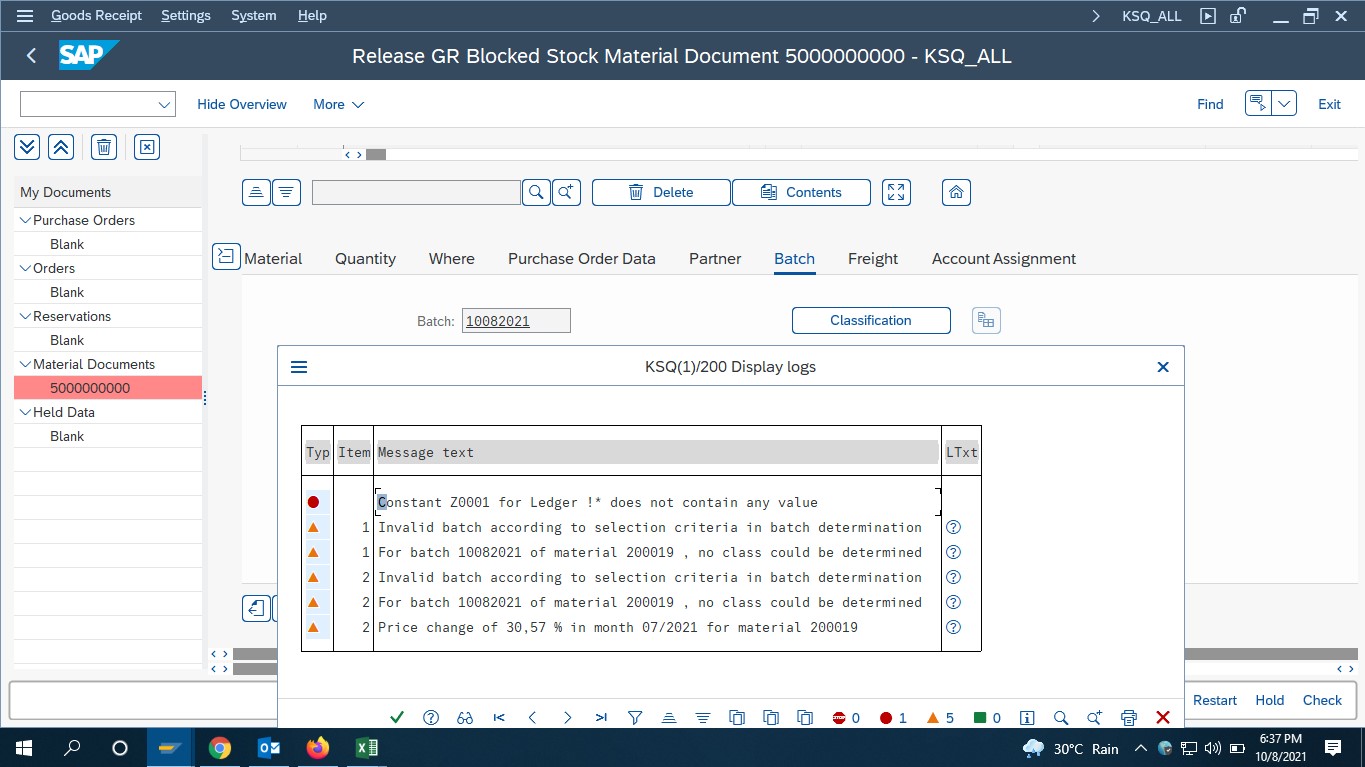 Goods Receipt Settings System Help KSQ_ALL
SAP Release GR Blocked Stock Material Document 5000000000 - KSQ_ALL
Hide Overview More Find Exit
My Documents
Purchase Orders
Blank
Orders
Blank
Reservations
Blank
Material Documents
5000000000
Held Data
Blank
Delete Contents
Material Quantity Where Purchase Order Data Partner Batch Freight Account Assignment
Batch: 10082021 Classification
KSQ(1)/200 Display logs
Typ Item Message text LTxt
Constant Z0001 for Ledger !* does not contain any value
1 Invalid batch according to selection criteria in batch determination
1 For batch 10082021 of material 200019 , no class could be determined
2 Invalid batch according to selection criteria in batch determination
2 For batch 10082021 of material 200019 , no class could be determined
2 Price change of 30,57 % in month 07/2021 for material 200019
STOP 0 1 5 0
Restart Hold Check
30°C Rain 6:37 PM
10/8/2021